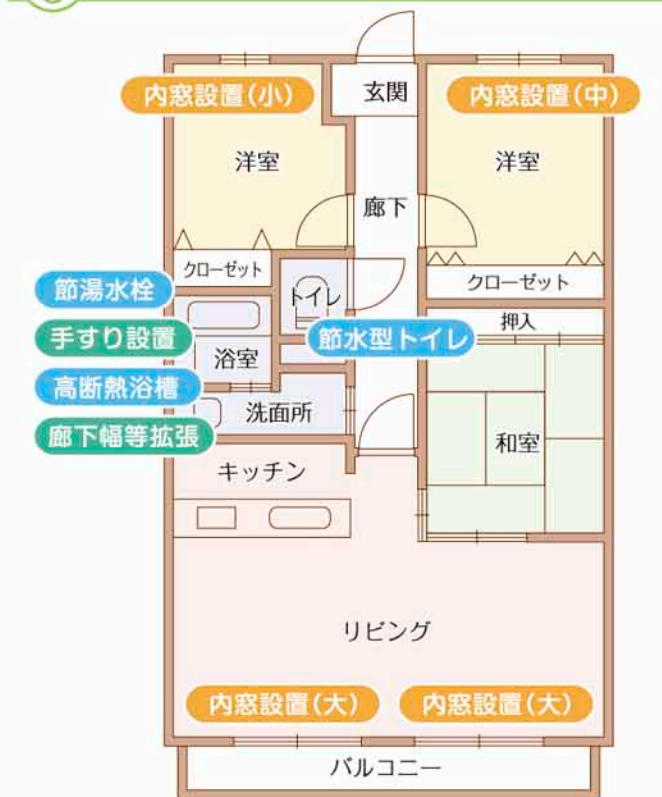 内窓設置(小)
玄関
内窓設置(中)
洋室
洋室
廊下
クローゼット
クローゼット
節湯水栓
トイレ
押入
手すり設置
節水型トイレ
浴室
高断熱浴槽
洗面所
廊下幅等拡張
和室
キッチン
リビング
内窓設置(大)
内窓設置(大)
バルコニー